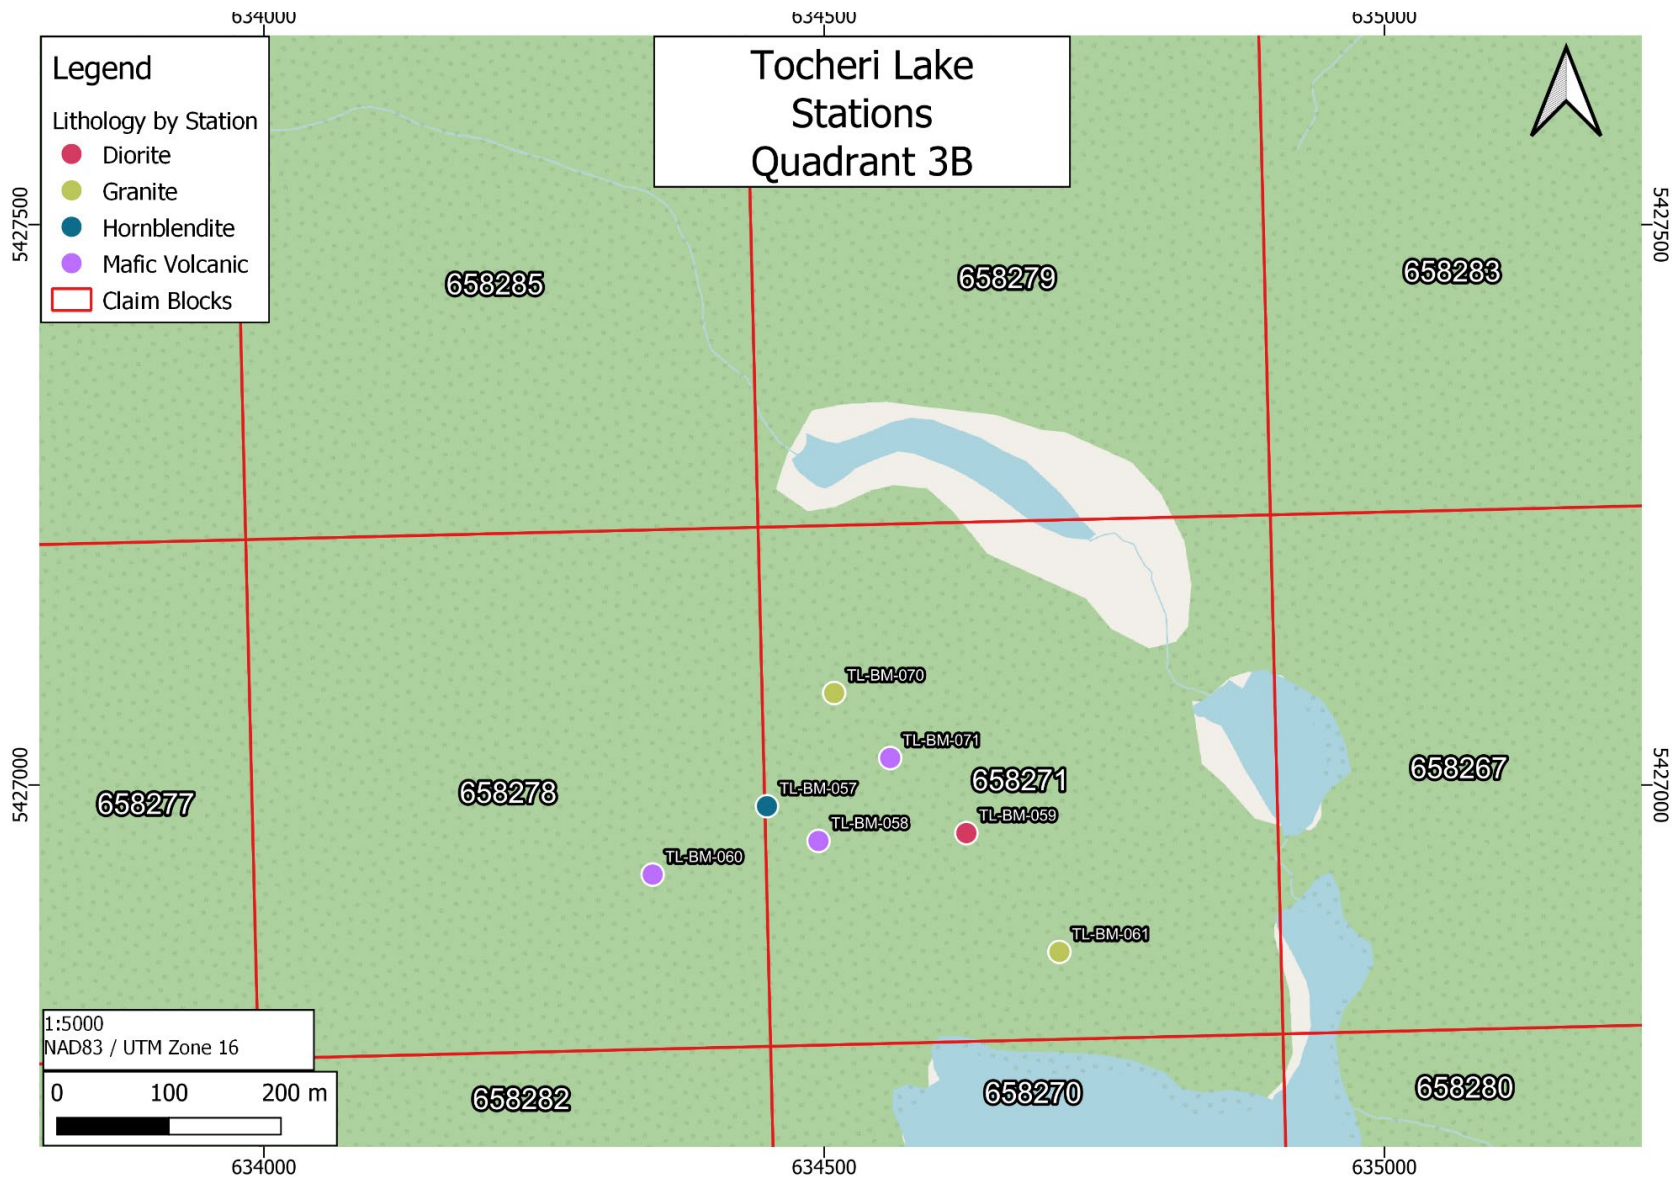 634000
634500
635000
Legend
Lithology by Station
Diorite
Granite
Hornblendite
Mafic Volcanic
Claim Blocks
Tocheri Lake
Stations
Quadrant 3B
5427500
5427500
658285
658279
658283
TL-BM-070
TL-BM-071
658271
658267
5427000
5427000
658277
658278
TL-BM-057
TL-BM-058
TL-BM-059
TL-BM-060
TL-BM-061
1:5000
NAD83 / UTM Zone 16
0 100 200 m
658282
658270
658280
634000
634500
635000